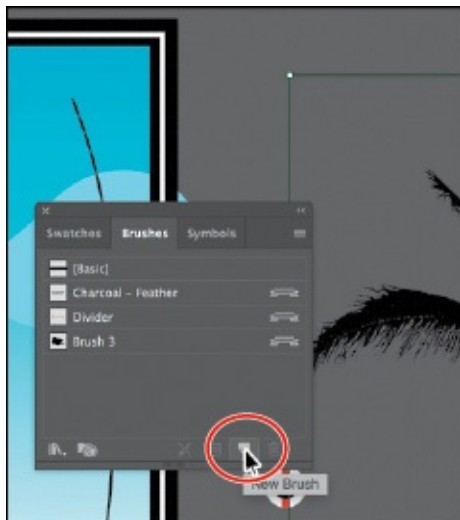 Swatches Brushes Symbols
[Basic]
Charcoal – Feather
Divider
Brush 3
New Brush